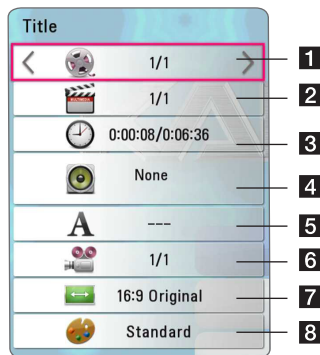 Title
1/1 1
MULTIMEDIA 1/1 2
0:00:08/0:06:36 3
None 4
A --- 5
1/1 6
16:9 Original 7
Standard 8